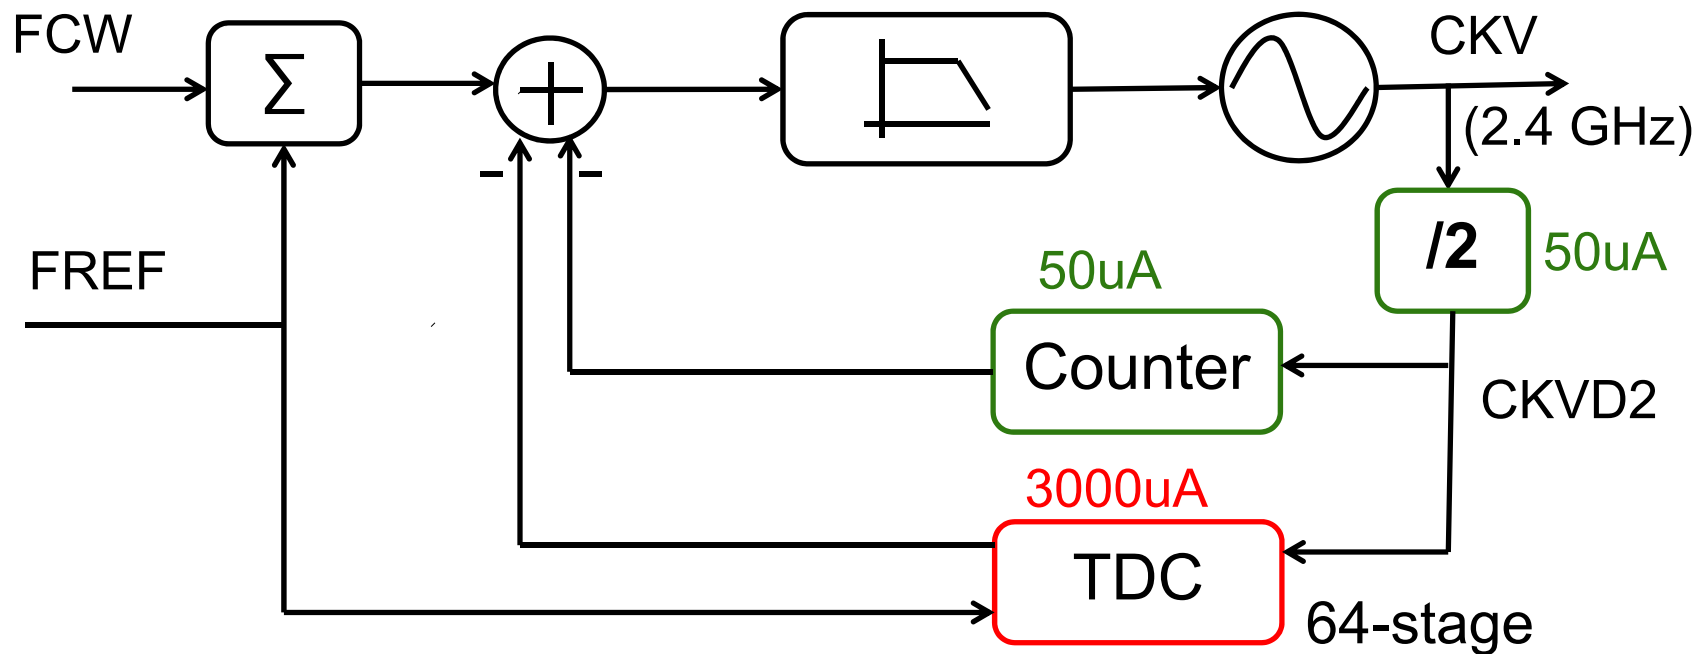 FCW
Σ
+
CKV
(2.4 GHz)
/2
50uA
FREF
50uA
Counter
CKVD2
3000uA
TDC
64-stage